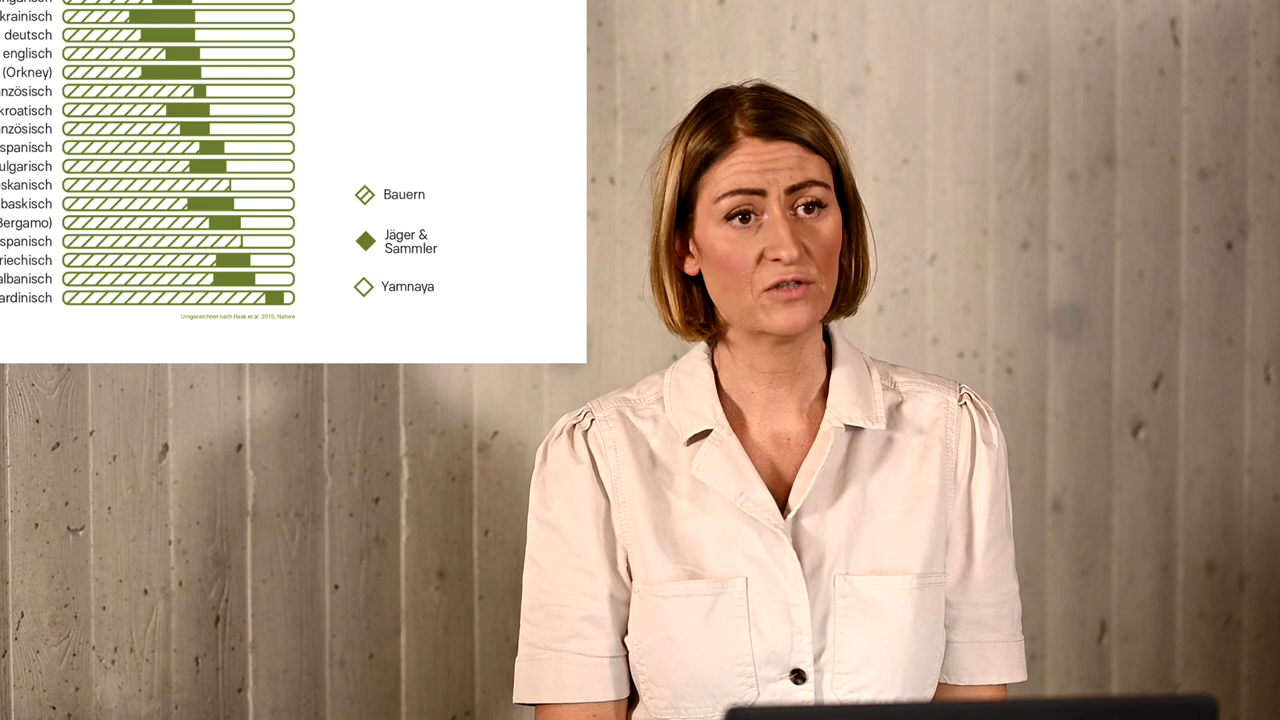 krainisch
deutsch
englisch
(Orkney)
nzösisch
kroatisch
nzösisch
spanisch
ulgarisch
skanisch
baskisch
Bergamo)
spanisch
riechisch
albanisch
ardinisch
Bauern
Jäger &
Sammler
Yamnaya
Umgezeichnet nach Haak et al. 2015, Nature